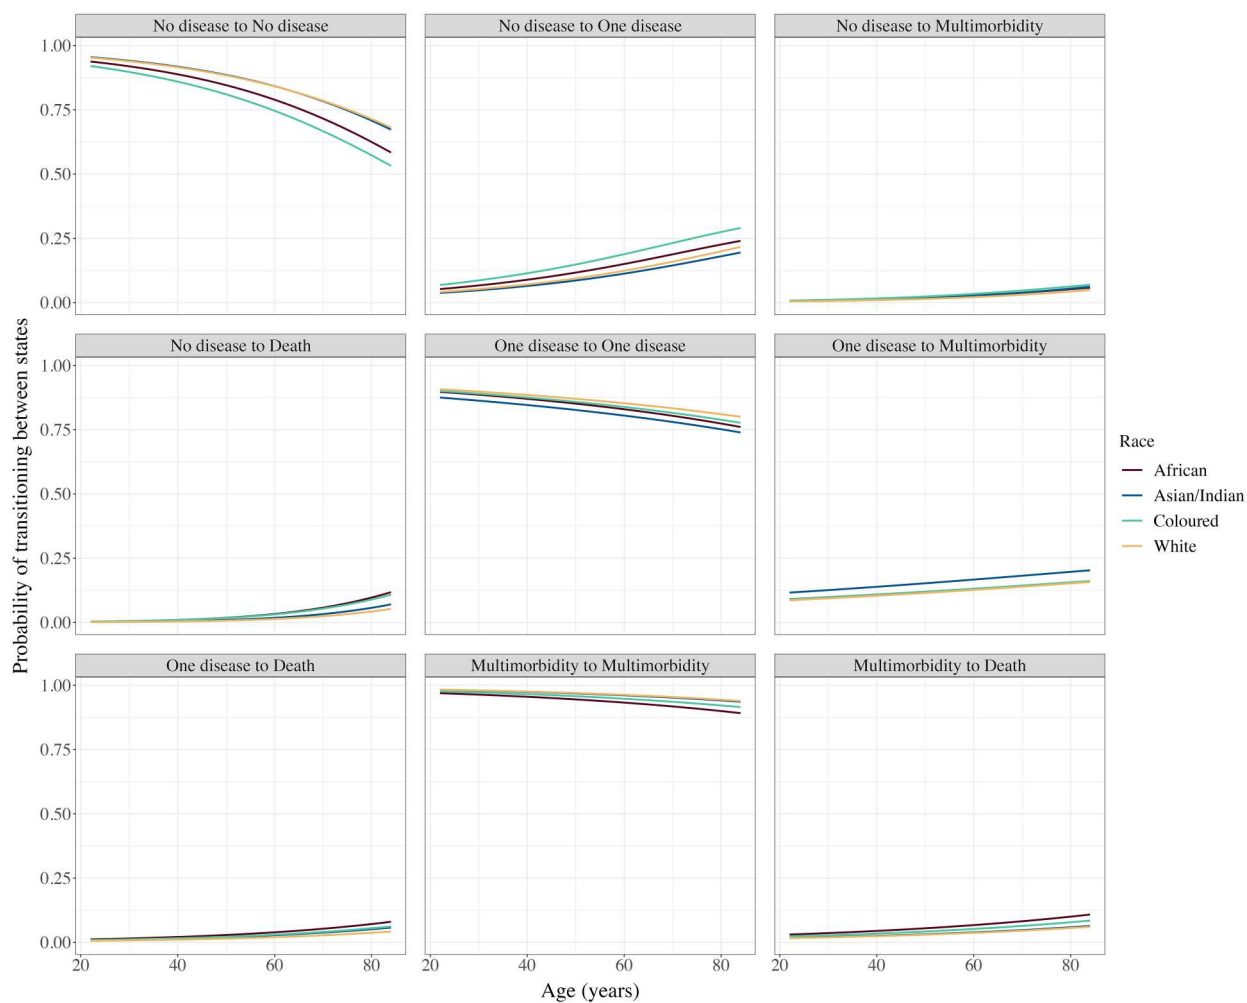 No disease to No disease
No disease to One disease
No disease to Multimorbidity
1.00
0.75
0.50
0.25
0.00
No disease to Death
One disease to One disease
One disease to Multimorbidity
1.00
0.75
0.50
0.25
0.00
One disease to Death
Multimorbidity to Multimorbidity
Multimorbidity to Death
1.00
0.75
0.50
0.25
0.00
20 40 60 80
20 40 60 80
20 40 60 80
Age (years)
Probability of transitioning between states
Race
African
Asian/Indian
Coloured
White